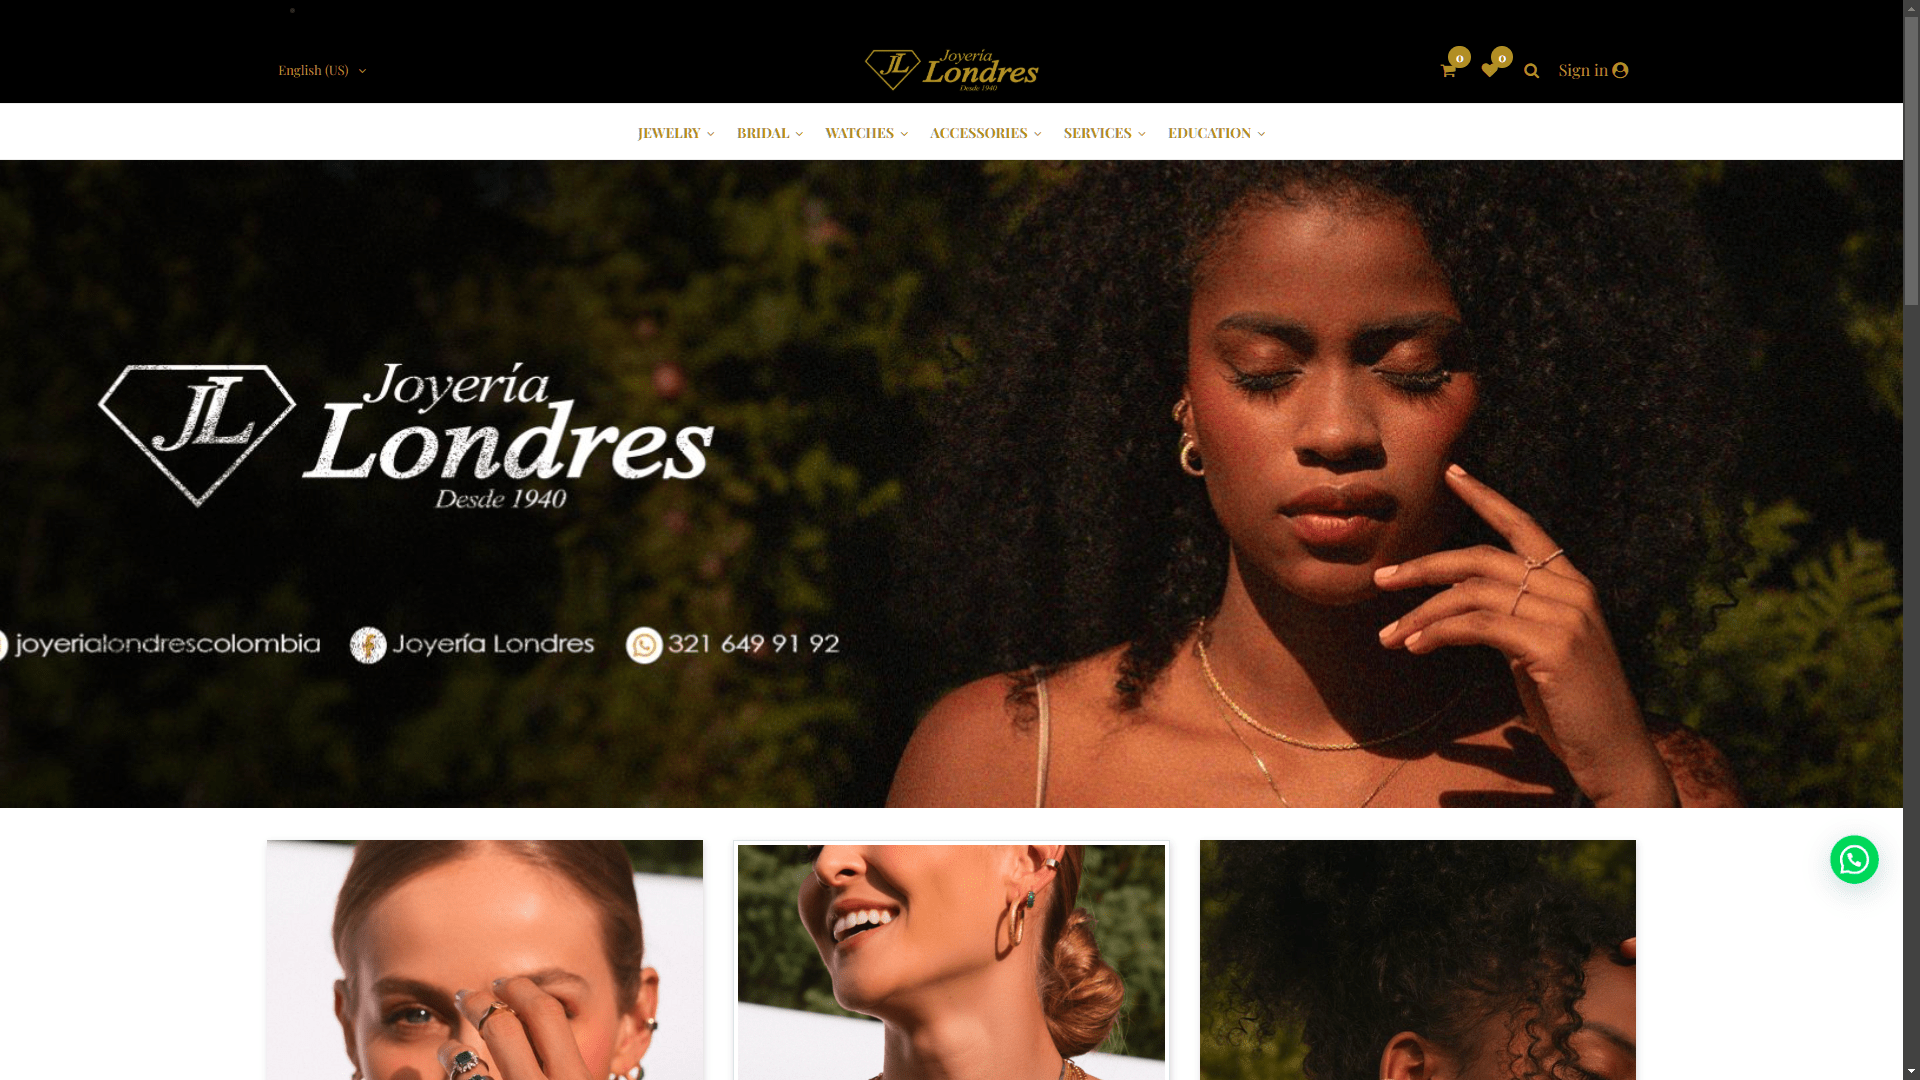 English (US)
JL
Joyería
Londres
Desde 1940
0
0
Sign in
JEWELRY
BRIDAL
WATCHES
ACCESSORIES
SERVICES
EDUCATION
JL
Joyería
Londres
Desde 1940
joyerialondrescolombia
Joyería Londres
321 649 91 92